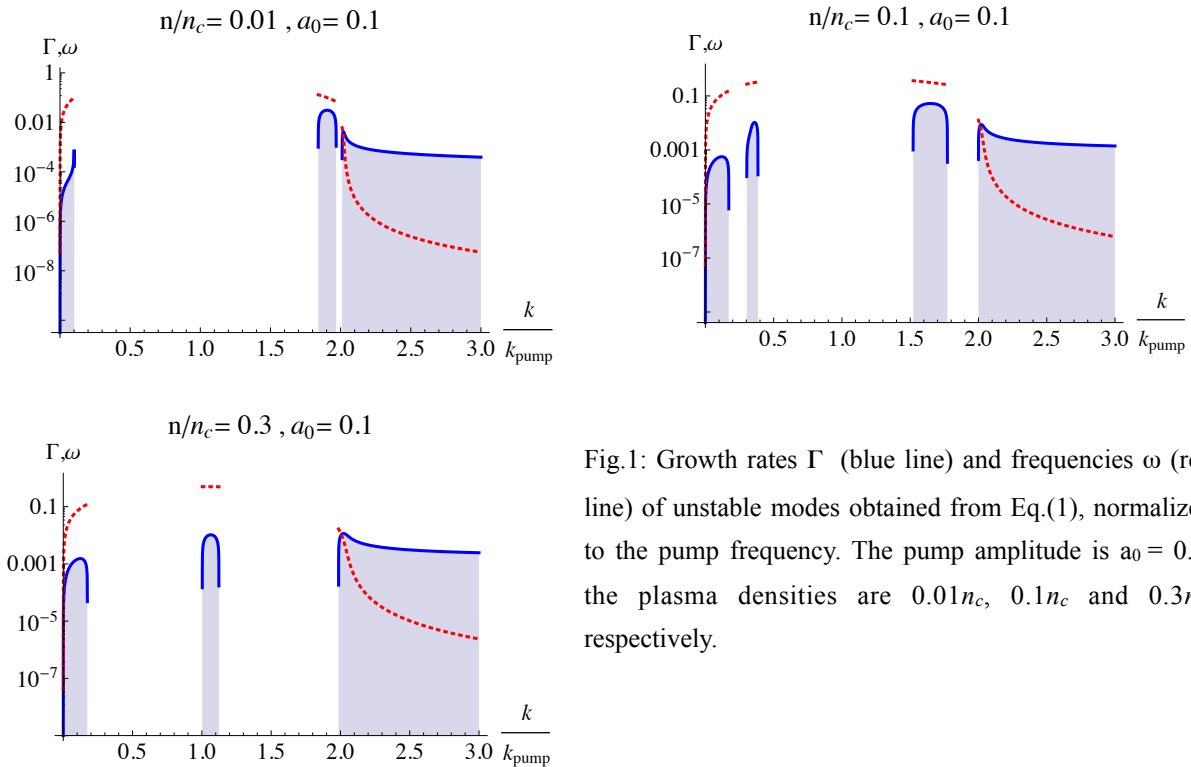 n/n_c= 0.01 , a_0= 0.1
Γ,ω
1
0.01
10^−4
10^−6
10^−8
0.5 1.0 1.5 2.0 2.5 3.0
k
k_pump
n/n_c= 0.1 , a_0= 0.1
Γ,ω
0.1
0.001
10^−5
10^−7
0.5 1.0 1.5 2.0 2.5 3.0
k
k_pump
n/n_c= 0.3 , a_0= 0.1
Γ,ω
0.1
0.001
10^−5
10^−7
0.5 1.0 1.5 2.0 2.5 3.0
k
k_pump
Fig.1: Growth rates Γ (blue line) and frequencies ω
line) of unstable modes obtained from Eq.(1),
to the pump frequency. The pump amplitude is a_0 =
the plasma densities are 0.01n_c, 0.1n_c and
respectively.